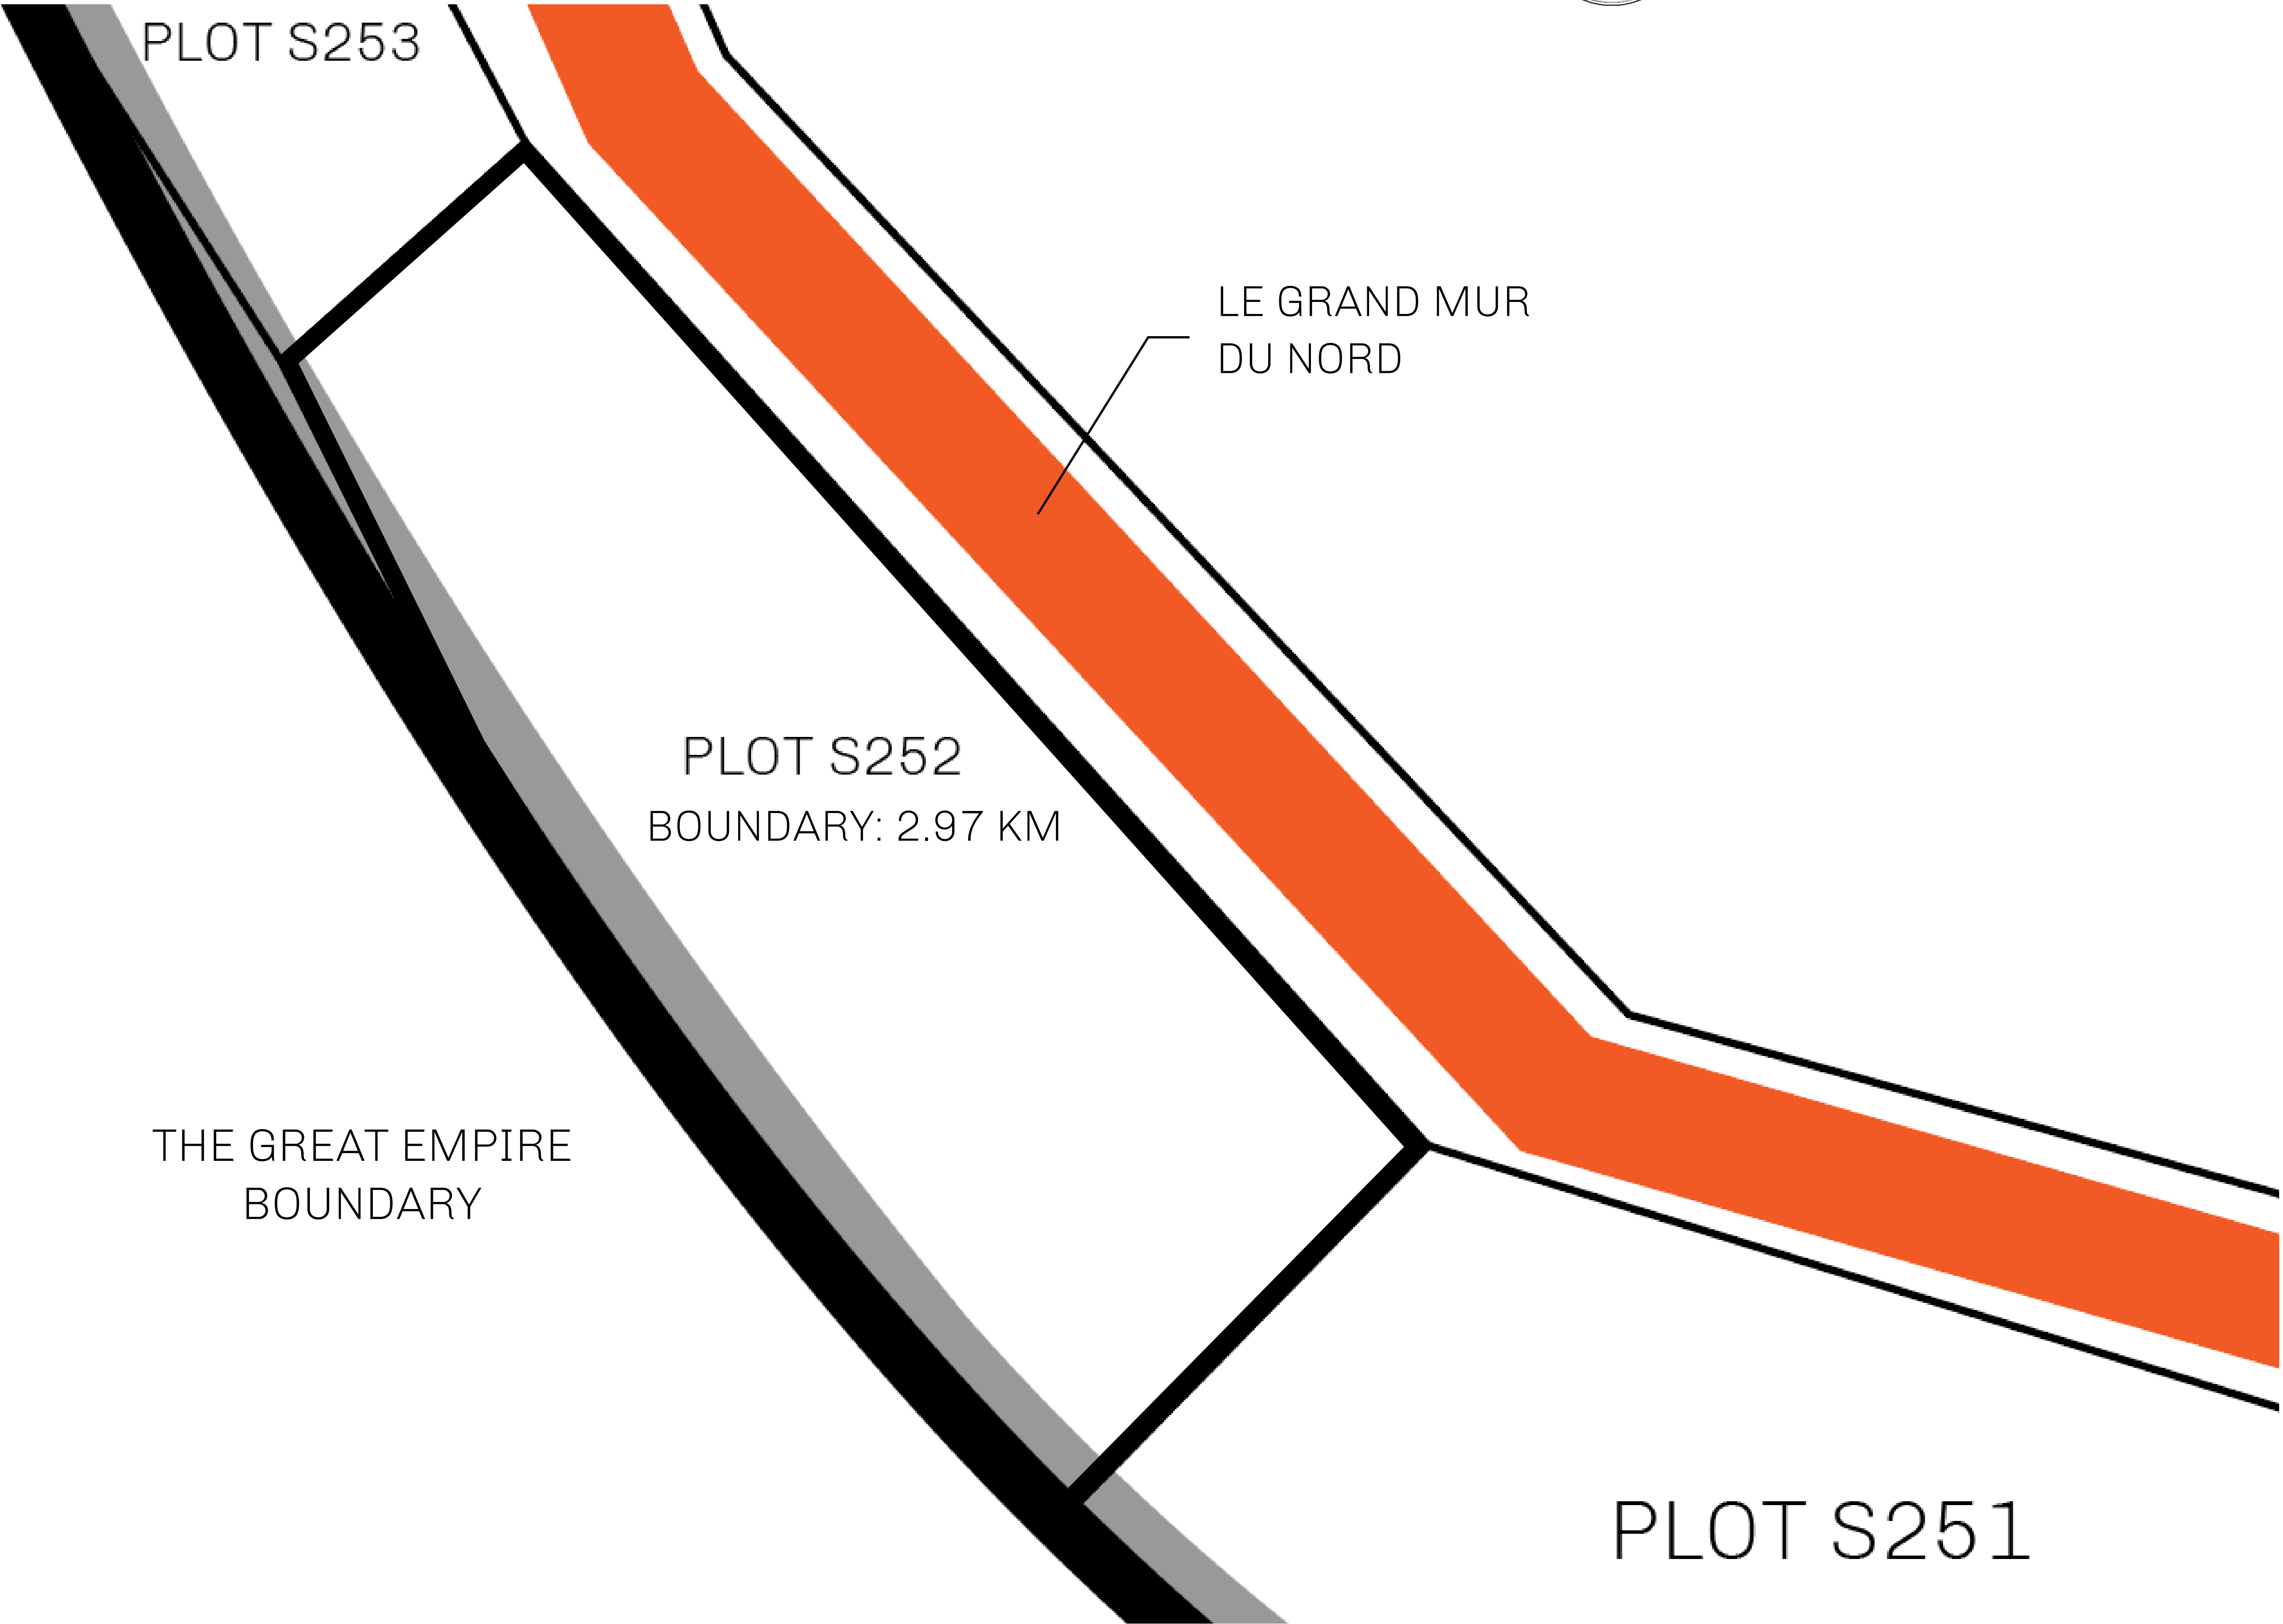 PLOT S253
LE GRAND MUR
DU NORD
PLOT S252
BOUNDARY: 2.97 KM
THE GREAT EMPIRE
BOUNDARY
PLOT S251